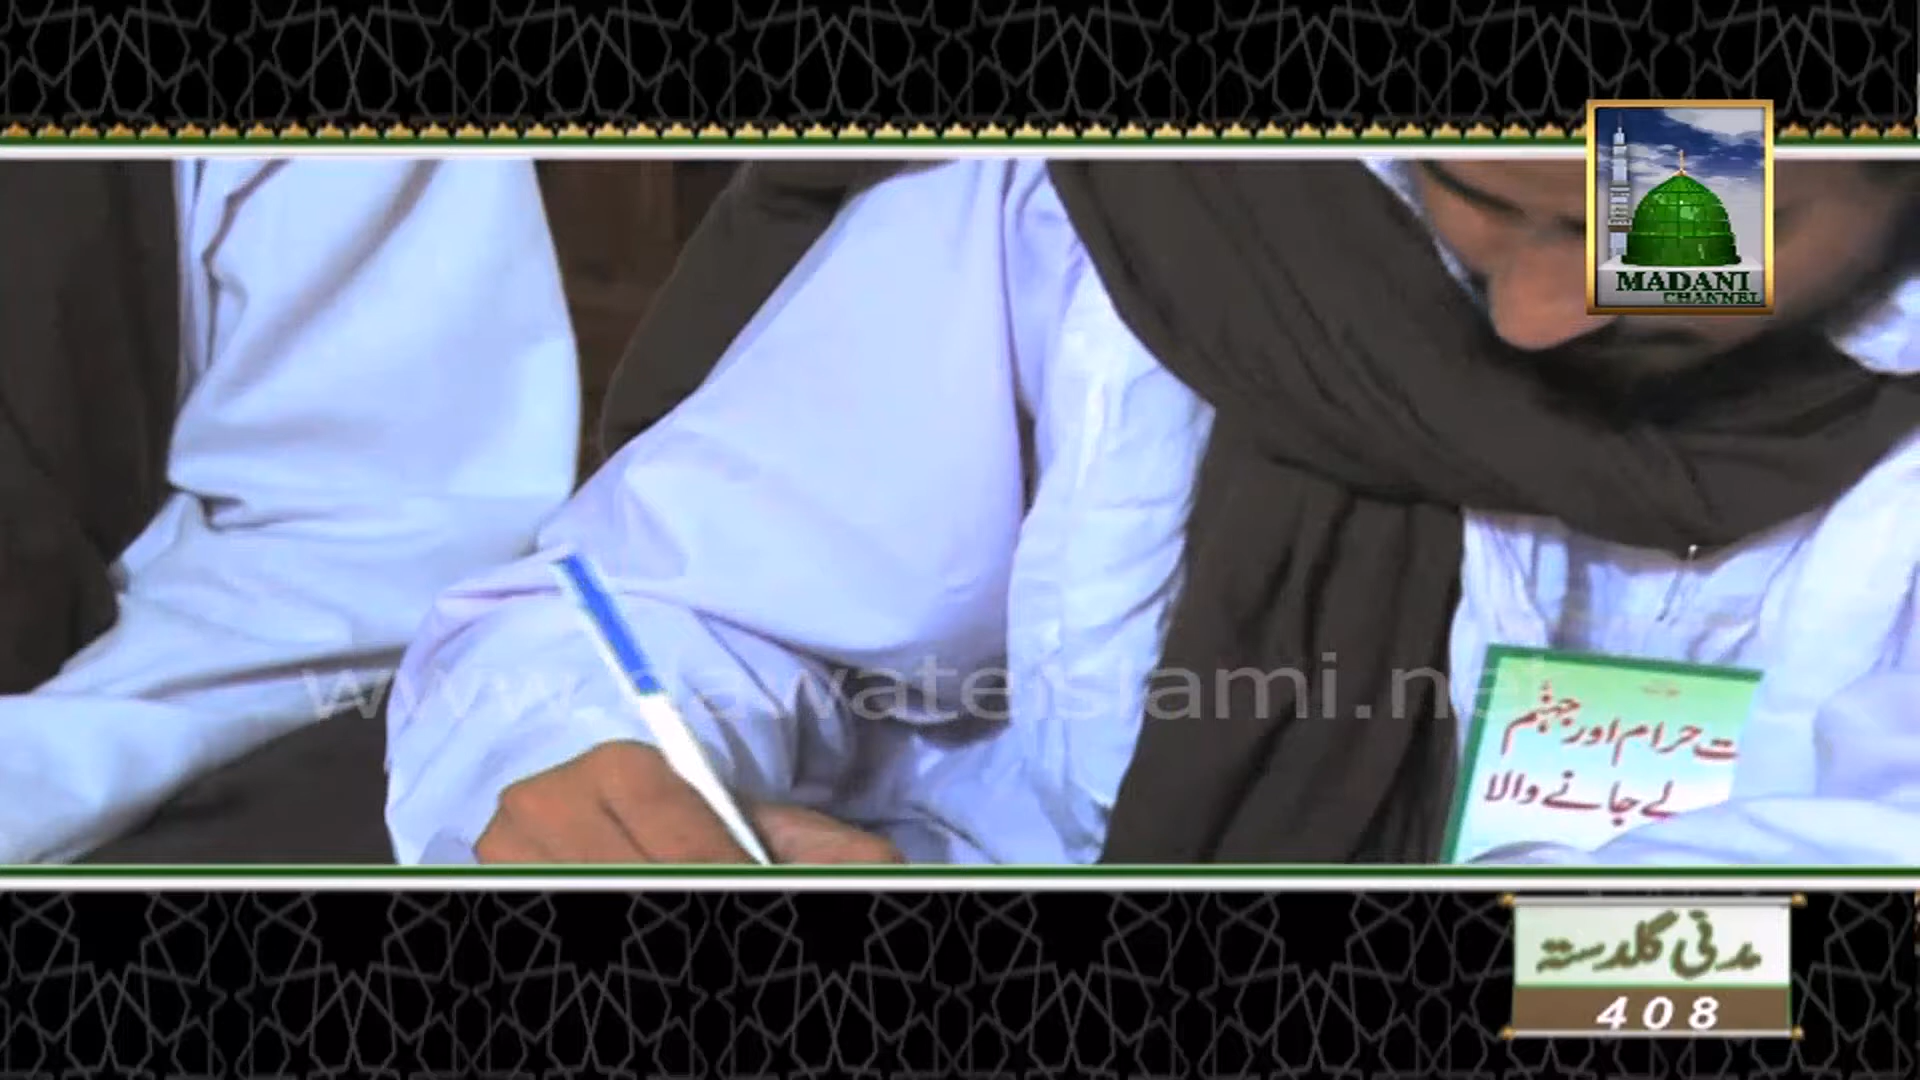 MADANI
CHANNEL
www.dawateislami.net
ت حرام اور جہنم
لے جانے والا
مدنی گلدستہ
408